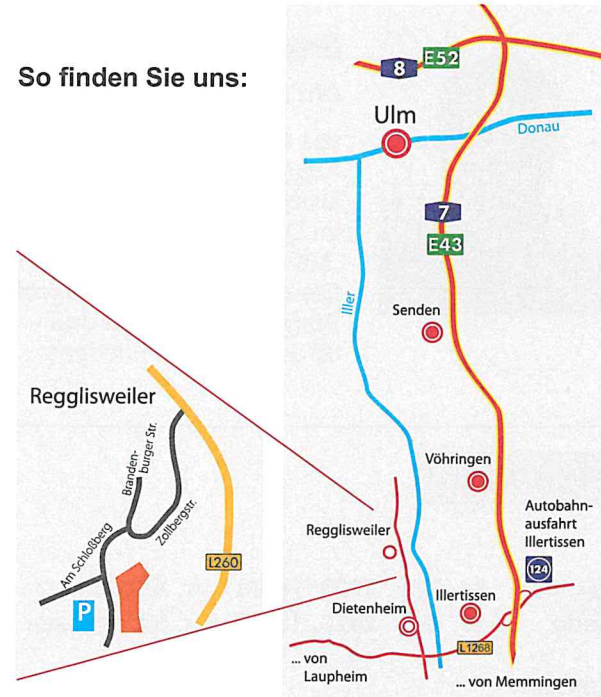 So finden Sie uns:
8
E52
Ulm
Donau
7
E43
Iller
Senden
Vöhringen
Autobahn-
ausfahrt
Illertissen
124
Regglisweiler
Dietenheim
Illertissen
L1268
... von
Laupheim
... von Memmingen
Regglisweiler
Branden-
burger Str.
Zollbergstr.
Am Schloßberg
L260
P